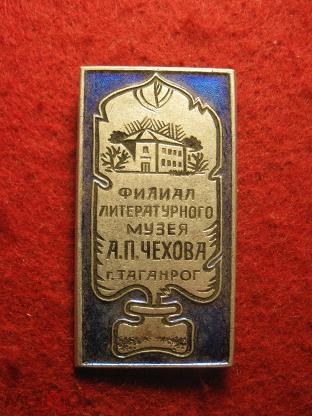 ФИЛИАЛ
ЛИТЕРАТУРНОГО
МУЗЕЯ
А.П.ЧЕХОВА
г.ТАГАНРОГ